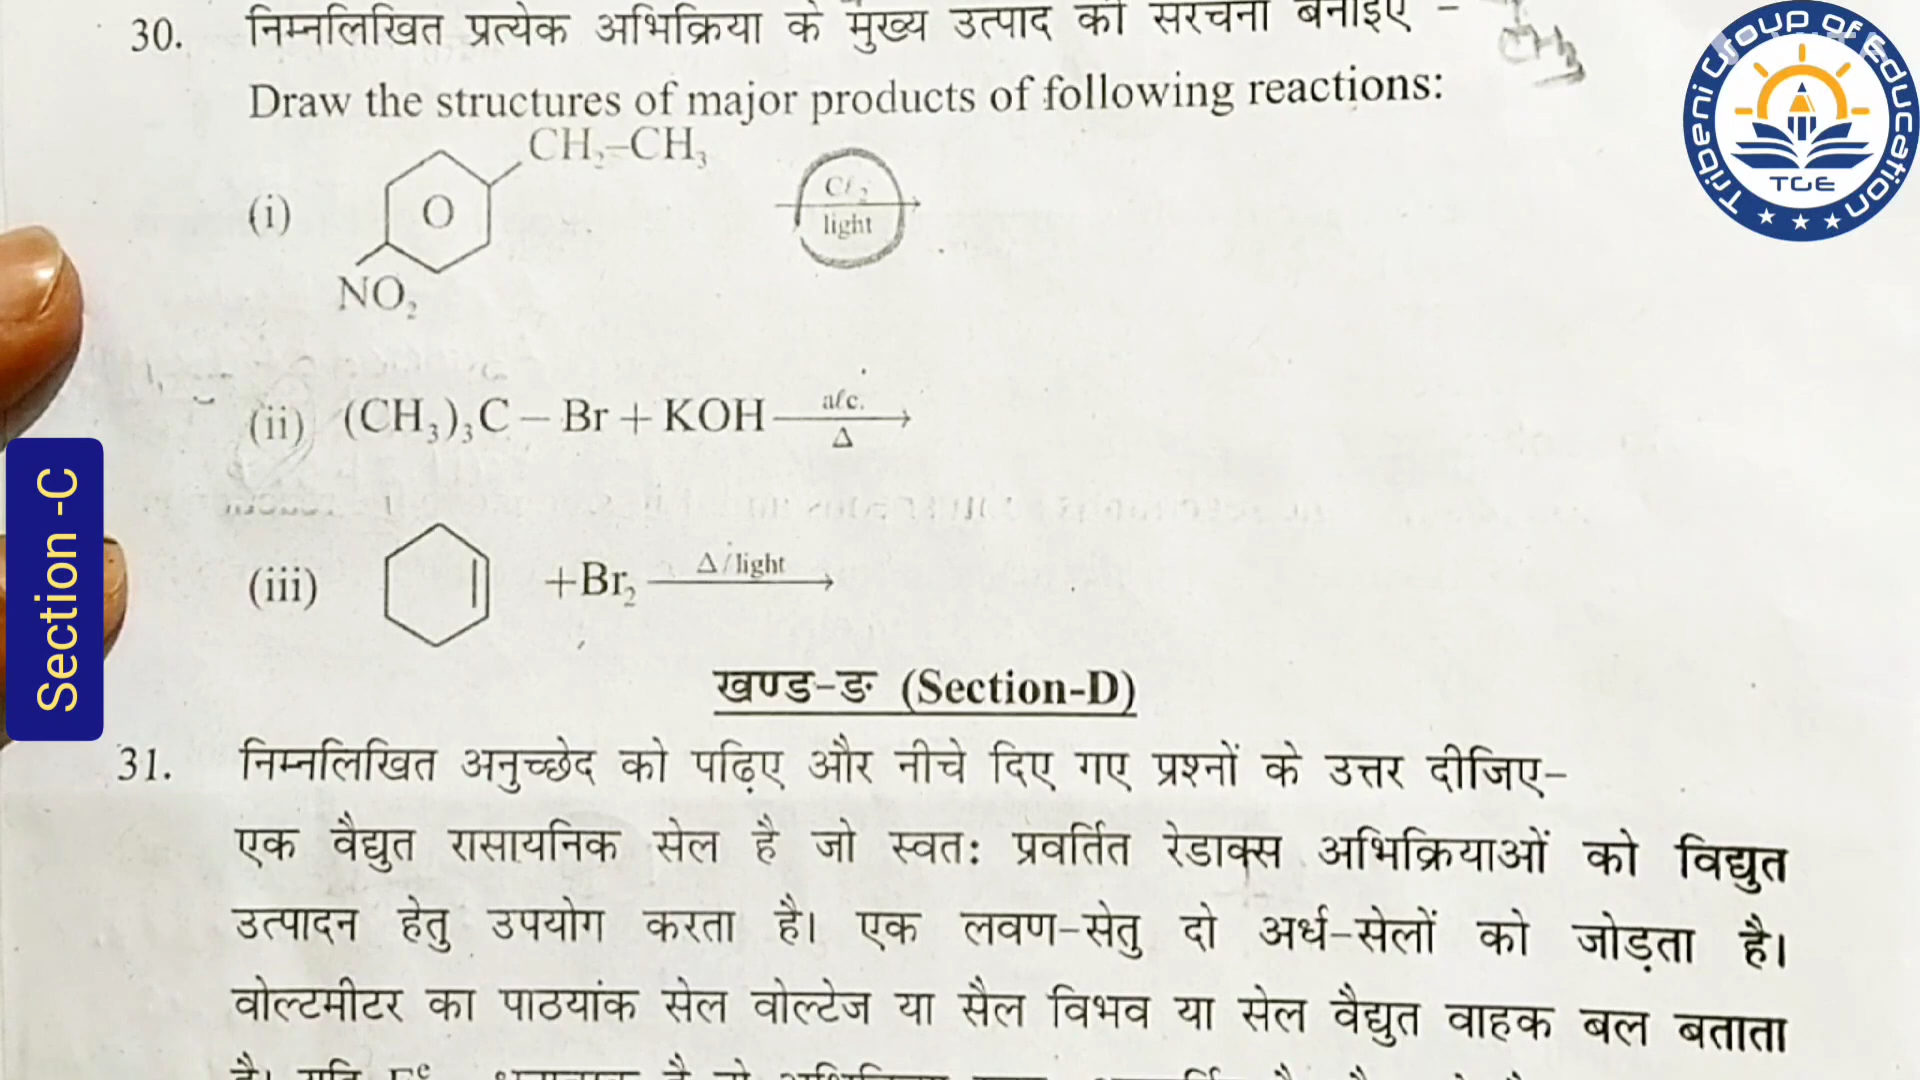 30. निम्नलिखित प्रत्येक अभिक्रिया के मुख्य उत्पाद की संरचना बनाइए –
CH₃
Draw the structures of major products of following reactions:
CH₂–CH₃
(i) O
Cℓ₂
light
NO₂
(ii) (CH₃)₃C – Br + KOH
aℓc.
Δ
(iii) +Br₂
Δ/light
खण्ड-ङ (Section-D)
31. निम्नलिखित अनुच्छेद को पढ़िए और नीचे दिए गए प्रश्नों के उत्तर दीजिए–
एक वैद्युत रासायनिक सेल है जो स्वतः प्रवर्तित रेडाक्स अभिक्रियाओं को विद्युत
उत्पादन हेतु उपयोग करता है। एक लवण-सेतु दो अर्ध-सेलों को जोड़ता है।
वोल्टमीटर का पाठयांक सेल वोल्टेज या सैल विभव या सेल वैद्युत वाहक बल बताता
है।
Section -C
Tribeni Group of Education
TGE